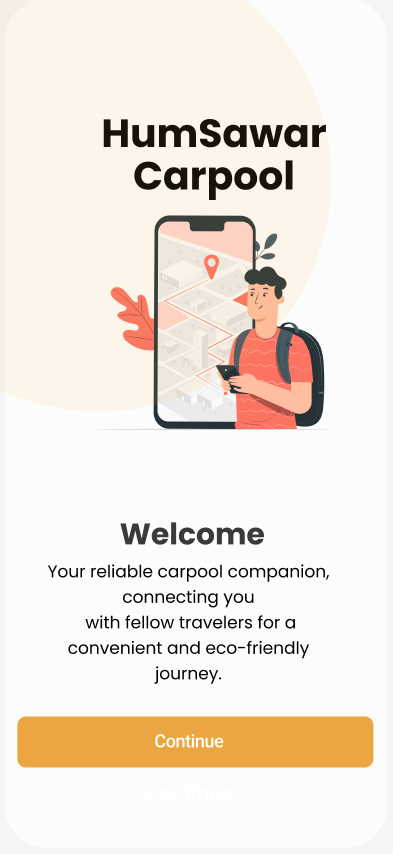 HumSawar
Carpool
Welcome
Your reliable carpool companion,
connecting you
with fellow travelers for a
convenient and eco-friendly
journey.
Continue
Continue